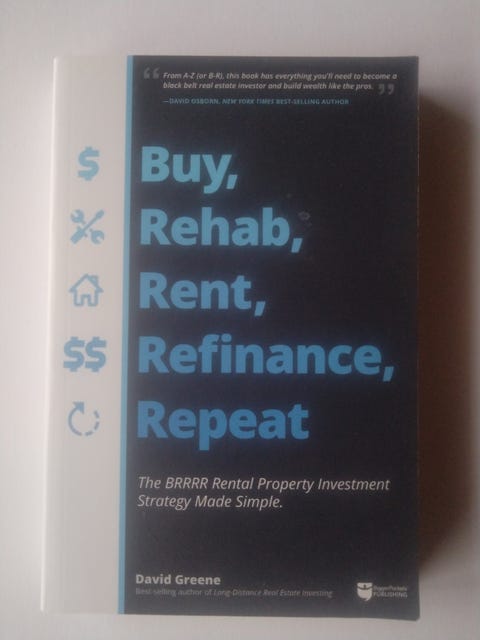 “ From A-Z (or B-R), this book has everything you'll need to become a
black belt real estate investor and build wealth like the pros. ”
—DAVID OSBORN, NEW YORK TIMES BEST-SELLING AUTHOR
$ Buy,
Rehab,
Rent,
$$ Refinance,
Repeat
The BRRRR Rental Property Investment
Strategy Made Simple.
David Greene
Best-selling author of Long-Distance Real Estate Investing
BiggerPockets
PUBLISHING